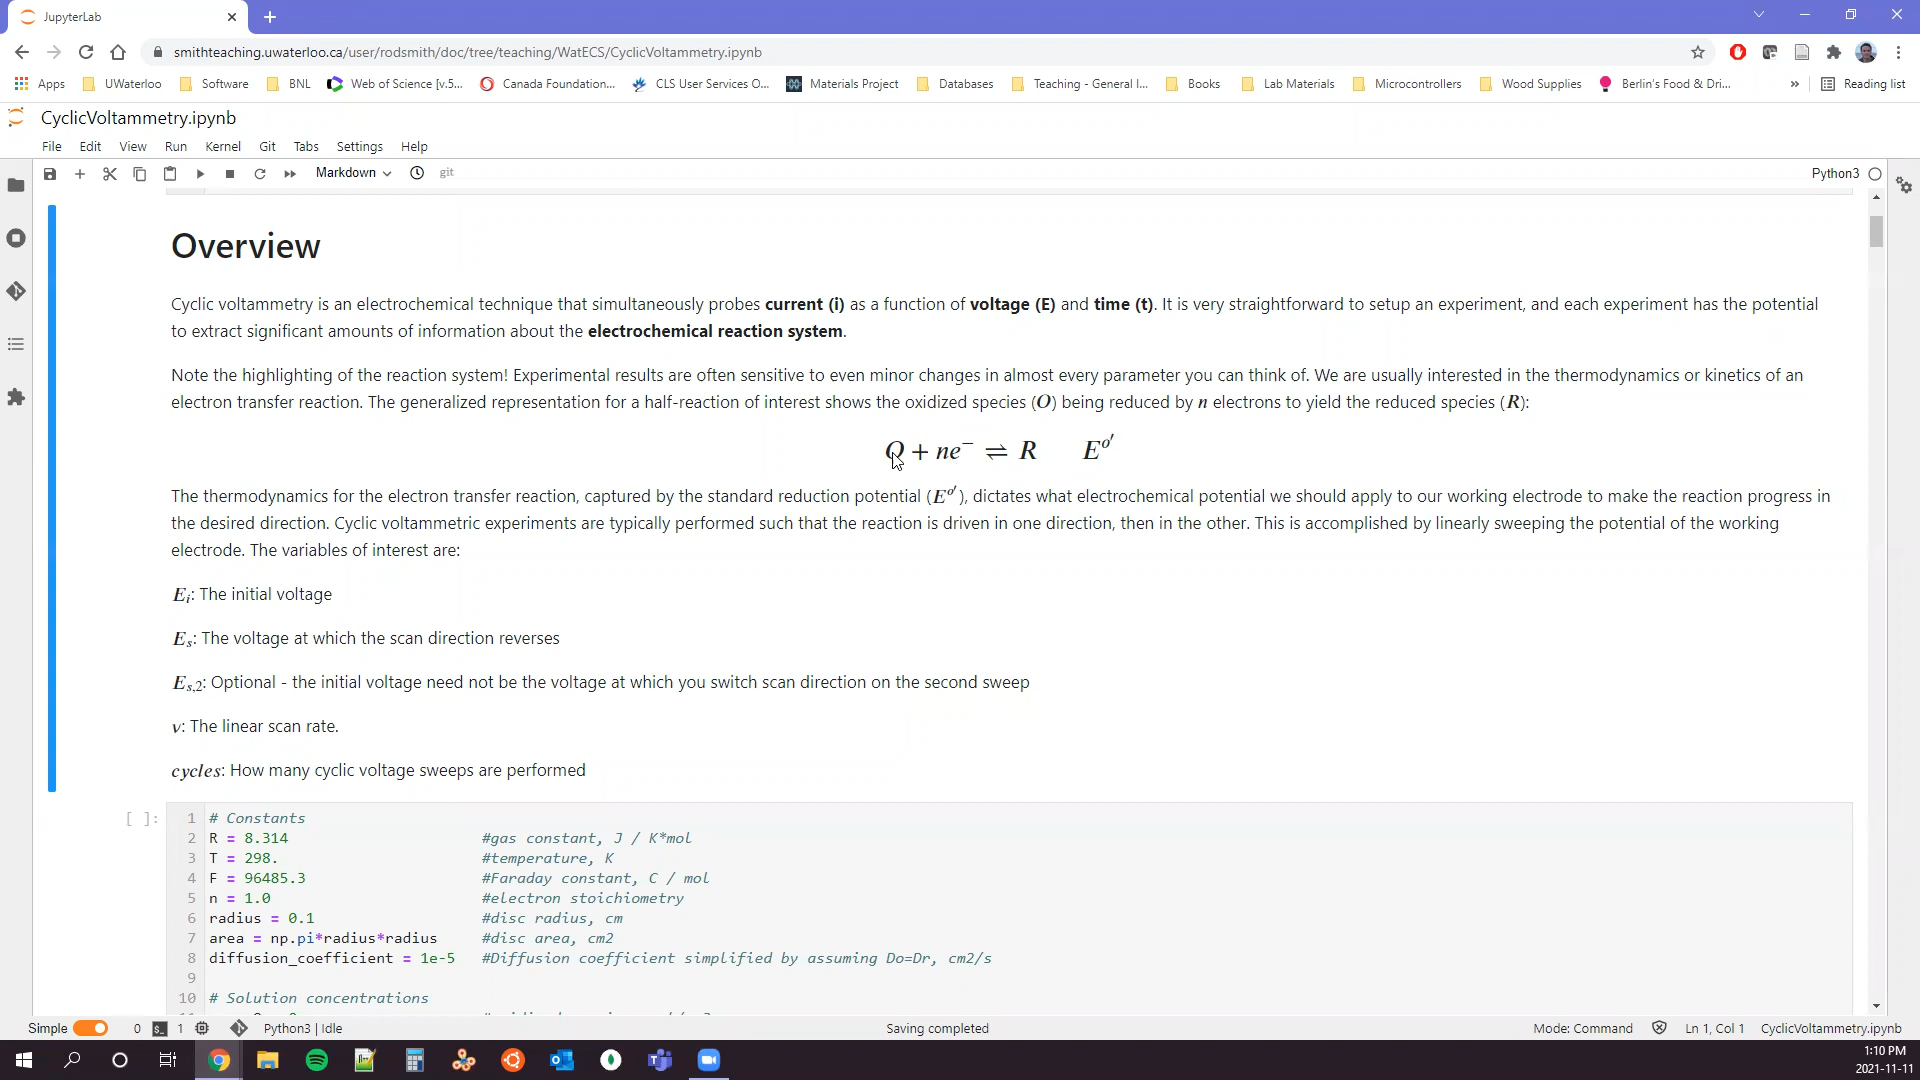 JupyterLab
smithteaching.uwaterloo.ca/user/rodsmith/doc/tree/teaching/WatECS/CyclicVoltammetry.ipynb
Apps UWaterloo Software BNL Web of Science [v.5... Canada Foundation... CLS User Services O... Materials Project Databases Teaching - General I... Books Lab Materials Microcontrollers Wood Supplies Berlin's Food & Dri... » Reading list
CyclicVoltammetry.ipynb
File Edit View Run Kernel Git Tabs Settings Help
Markdown git Python3
Overview
Cyclic voltammetry is an electrochemical technique that simultaneously probes current (i) as a function of voltage (E) and time (t). It is very straightforward to setup an experiment, and each experiment has the potential
to extract significant amounts of information about the electrochemical reaction system.
Note the highlighting of the reaction system! Experimental results are often sensitive to even minor changes in almost every parameter you can think of. We are usually interested in the thermodynamics or kinetics of an
electron transfer reaction. The generalized representation for a half-reaction of interest shows the oxidized species (O) being reduced by n electrons to yield the reduced species (R):
O + ne⁻ ⇌ R E^o'
The thermodynamics for the electron transfer reaction, captured by the standard reduction potential (E^o'), dictates what electrochemical potential we should apply to our working electrode to make the reaction progress in
the desired direction. Cyclic voltammetric experiments are typically performed such that the reaction is driven in one direction, then in the other. This is accomplished by linearly sweeping the potential of the working
electrode. The variables of interest are:
E_i: The initial voltage
E_s: The voltage at which the scan direction reverses
E_s,2: Optional - the initial voltage need not be the voltage at which you switch scan direction on the second sweep
ν: The linear scan rate.
cycles: How many cyclic voltage sweeps are performed
[ ]: 1 # Constants
2 R = 8.314 #gas constant, J / K*mol
3 T = 298. #temperature, K
4 F = 96485.3 #Faraday constant, C / mol
5 n = 1.0 #electron stoichiometry
6 radius = 0.1 #disc radius, cm
7 area = np.pi*radius*radius #disc area, cm2
8 diffusion_coefficient = 1e-5 #Diffusion coefficient simplified by assuming Do=Dr, cm2/s
9
10 # Solution concentrations
Simple 0 1 Python3 | Idle Saving completed Mode: Command Ln 1, Col 1 CyclicVoltammetry.ipynb
1:10 PM
2021-11-11